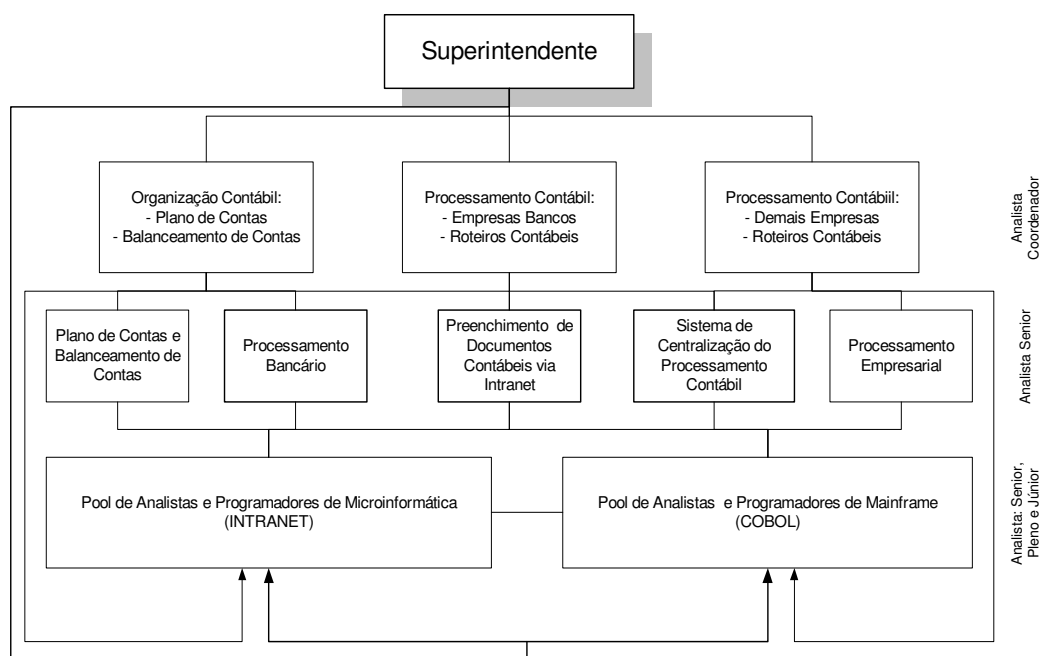 Superintendente
Organização Contábil:
- Plano de Contas
- Balanceamento de Contas
Processamento Contábil:
- Empresas Bancos
- Roteiros Contábeis
Processamento Contábiil:
- Demais Empresas
- Roteiros Contábeis
Analista
Coordenador
Plano de Contas e
Balanceamento de
Contas
Processamento
Bancário
Preenchimento de
Documentos
Contábeis via
Intranet
Sistema de
Centralização do
Processamento
Contábil
Processamento
Empresarial
Analista Senior
Pool de Analistas e Programadores de Microinformática
(INTRANET)
Pool de Analistas e Programadores de Mainframe
(COBOL)
Analista: Senior,
Pleno e Júnior